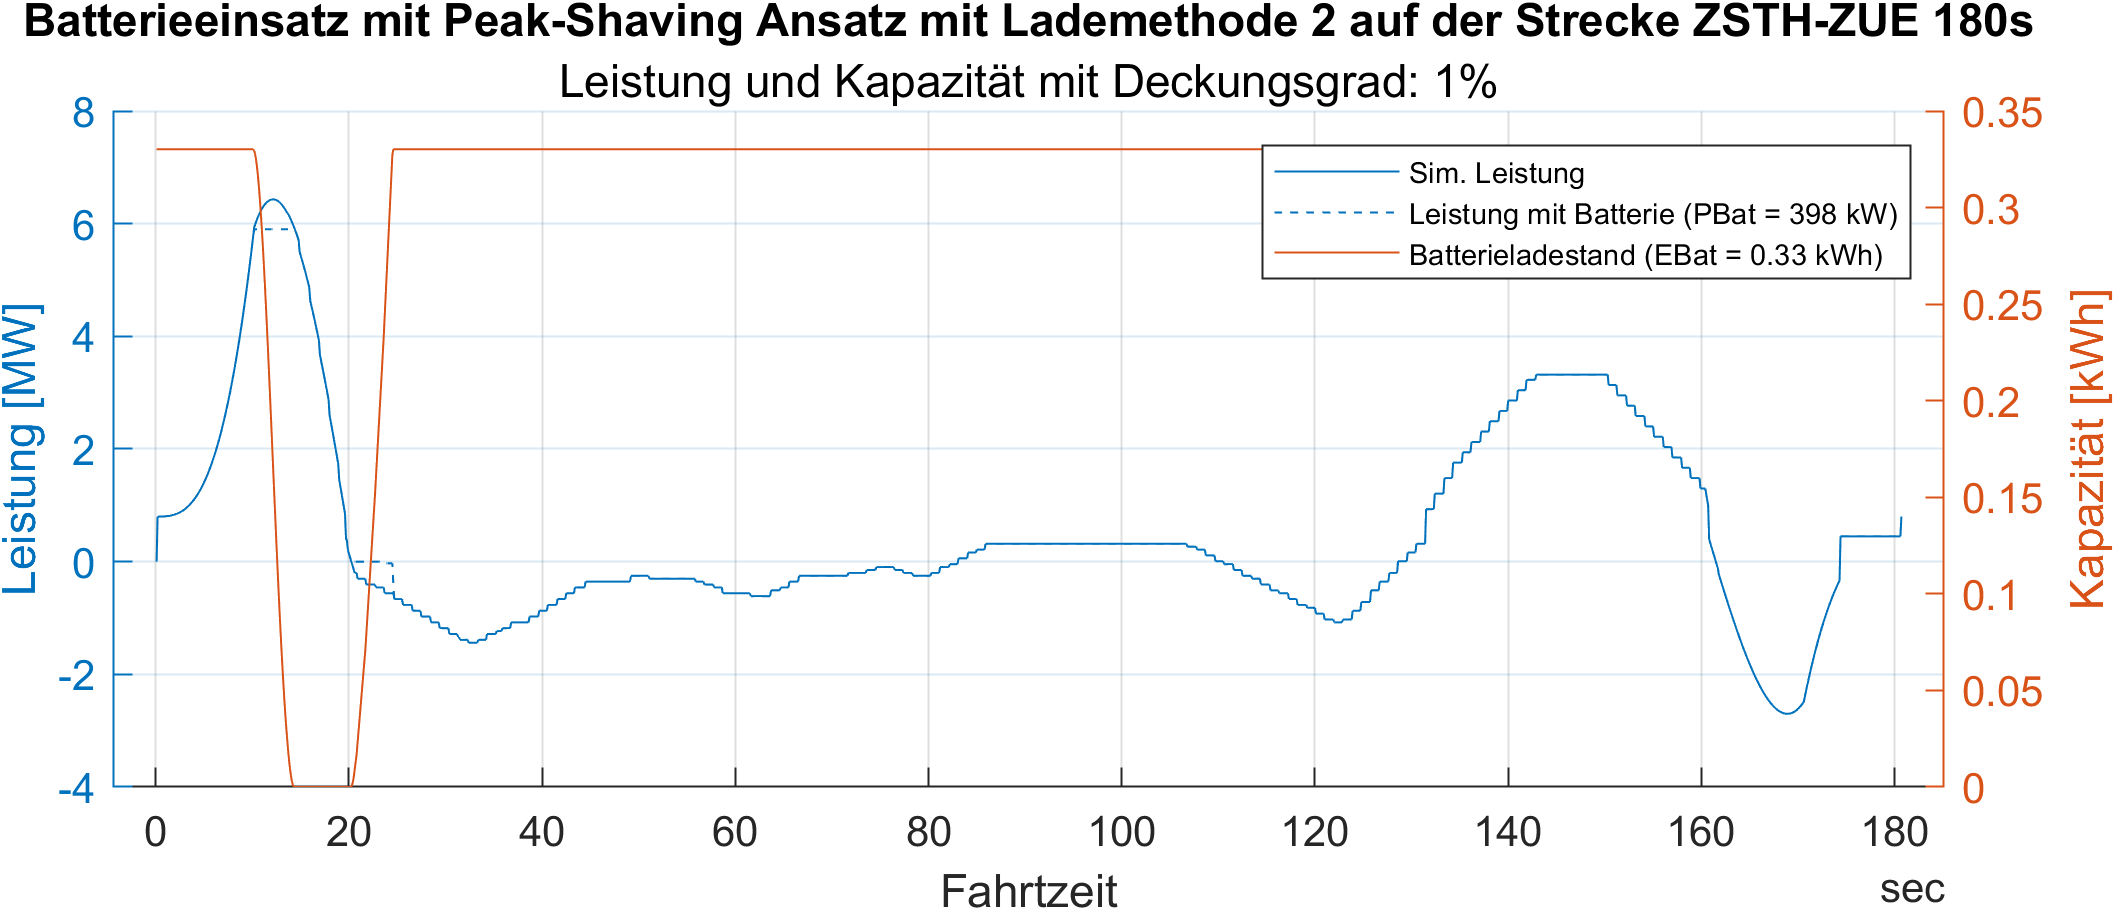 Batterieeinsatz mit Peak-Shaving Ansatz mit Lademethode 2 auf der Strecke ZSTH-ZUE 180s
Leistung und Kapazität mit Deckungsgrad: 1%
Leistung [MW]
8
6
4
2
0
-2
-4
Sim. Leistung
Leistung mit Batterie (PBat = 398 kW)
Batterieladestand (EBat = 0.33 kWh)
0.35
0.3
0.25
0.2
0.15
0.1
0.05
0
Kapazität [kWh]
0 20 40 60 80 100 120 140 160 180
Fahrtzeit
sec